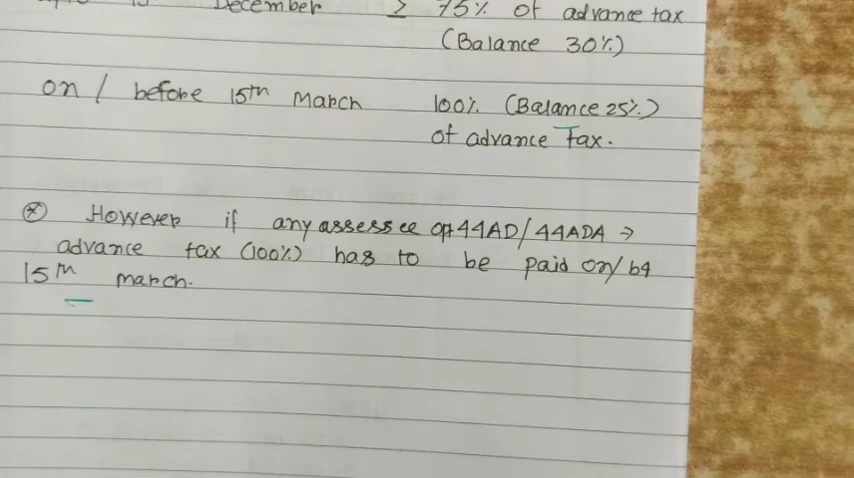 December ≥ 75% of advance tax
(Balance 30%)
on / before 15th March 100% (Balance 25%)
of advance Tax.
* However if any assessee opt 44AD/44ADA →
advance tax (100%) has to be paid on/b4
15th march.